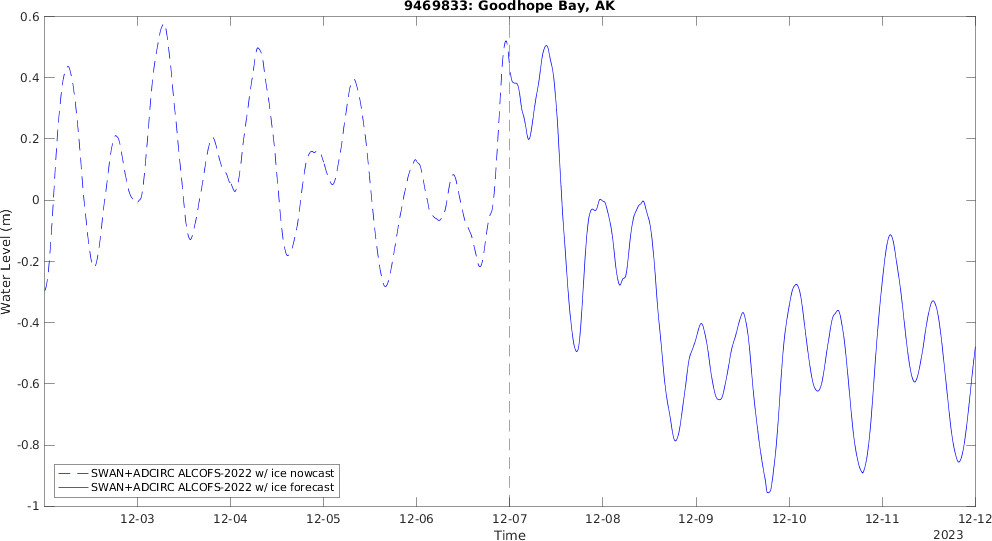 9469833: Goodhope Bay, AK
0.6
0.4
0.2
0
-0.2
-0.4
-0.6
-0.8
-1
Water Level (m)
SWAN+ADCIRC ALCOFS-2022 w/ ice nowcast
SWAN+ADCIRC ALCOFS-2022 w/ ice forecast
12-03 12-04 12-05 12-06 12-07 12-08 12-09 12-10 12-11 12-12
Time
2023